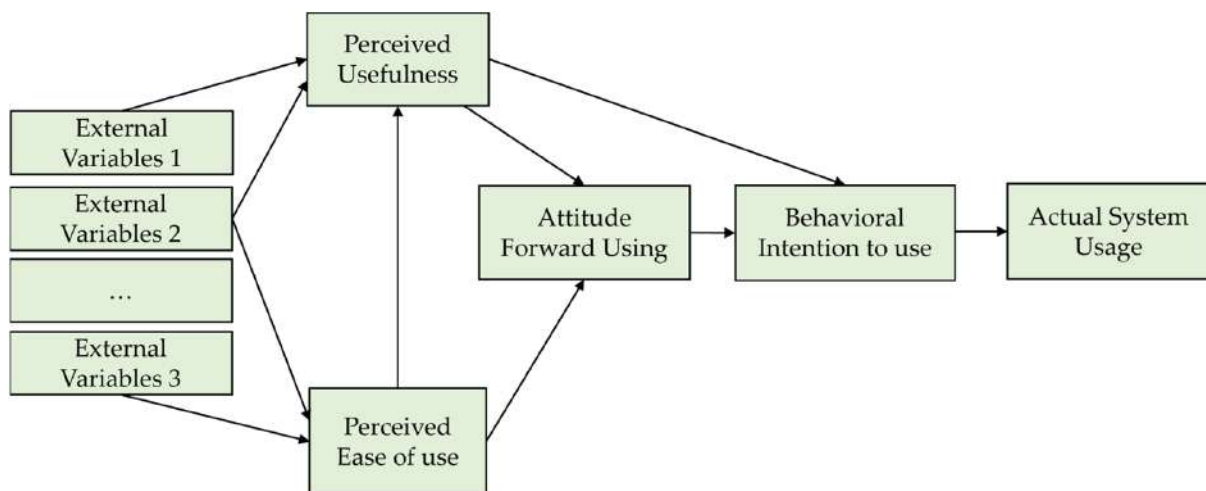 Perceived
Usefulness
External
Variables 1
External
Variables 2
...
External
Variables 3
Perceived
Ease of use
Attitude
Forward Using
Behavioral
Intention to use
Actual System
Usage